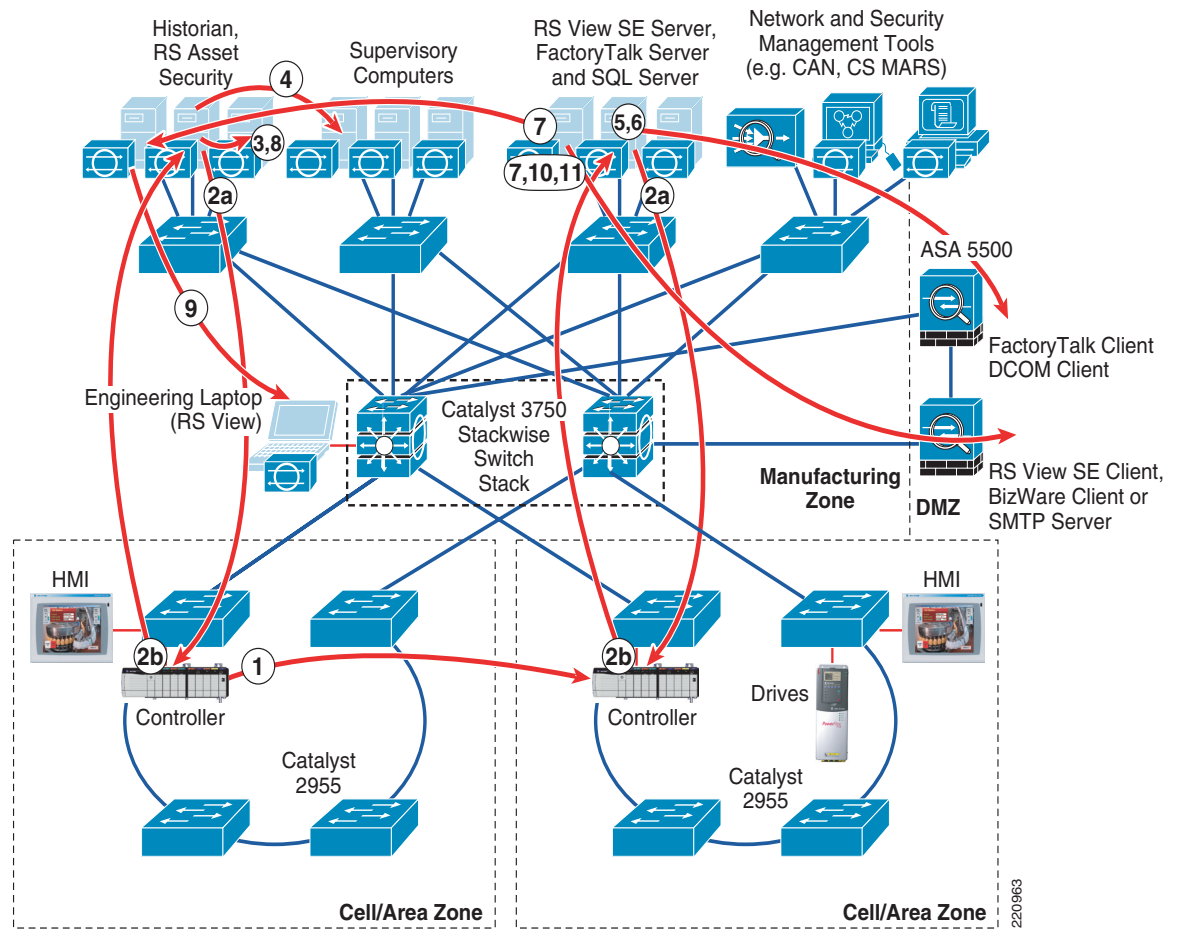 Historian,
RS Asset
Security
Supervisory
Computers
RS View SE Server,
FactoryTalk Server
and SQL Server
Network and Security
Management Tools
(e.g. CAN, CS MARS)
4
7
5,6
3,8
2a
7,10,11
2a
ASA 5500
9
FactoryTalk Client
DCOM Client
Engineering Laptop
(RS View)
Catalyst 3750
Stackwise
Switch
Stack
Manufacturing
Zone
DMZ
RS View SE Client,
BizWare Client or
SMTP Server
HMI
HMI
2b
1
2b
Controller
Controller
Drives
Catalyst
2955
Catalyst
2955
Cell/Area Zone
Cell/Area Zone
220963